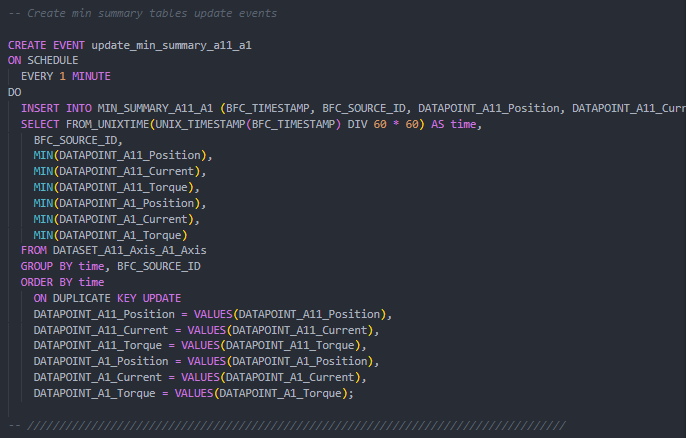 -- Create min summary tables update events
CREATE EVENT update_min_summary_a11_a1
ON SCHEDULE
EVERY 1 MINUTE
DO
INSERT INTO MIN_SUMMARY_A11_A1 (BFC_TIMESTAMP, BFC_SOURCE_ID, DATAPOINT_A11_Position, DATAPOINT_A11_Curr
SELECT FROM_UNIXTIME(UNIX_TIMESTAMP(BFC_TIMESTAMP) DIV 60 * 60) AS time,
BFC_SOURCE_ID,
MIN(DATAPOINT_A11_Position),
MIN(DATAPOINT_A11_Current),
MIN(DATAPOINT_A11_Torque),
MIN(DATAPOINT_A1_Position),
MIN(DATAPOINT_A1_Current),
MIN(DATAPOINT_A1_Torque)
FROM DATASET_A11_Axis_A1_Axis
GROUP BY time, BFC_SOURCE_ID
ORDER BY time
ON DUPLICATE KEY UPDATE
DATAPOINT_A11_Position = VALUES(DATAPOINT_A11_Position),
DATAPOINT_A11_Current = VALUES(DATAPOINT_A11_Current),
DATAPOINT_A11_Torque = VALUES(DATAPOINT_A11_Torque),
DATAPOINT_A1_Position = VALUES(DATAPOINT_A1_Position),
DATAPOINT_A1_Current = VALUES(DATAPOINT_A1_Current),
DATAPOINT_A1_Torque = VALUES(DATAPOINT_A1_Torque);
-- ////////////////////////////////////////////////////////////////////////////////////